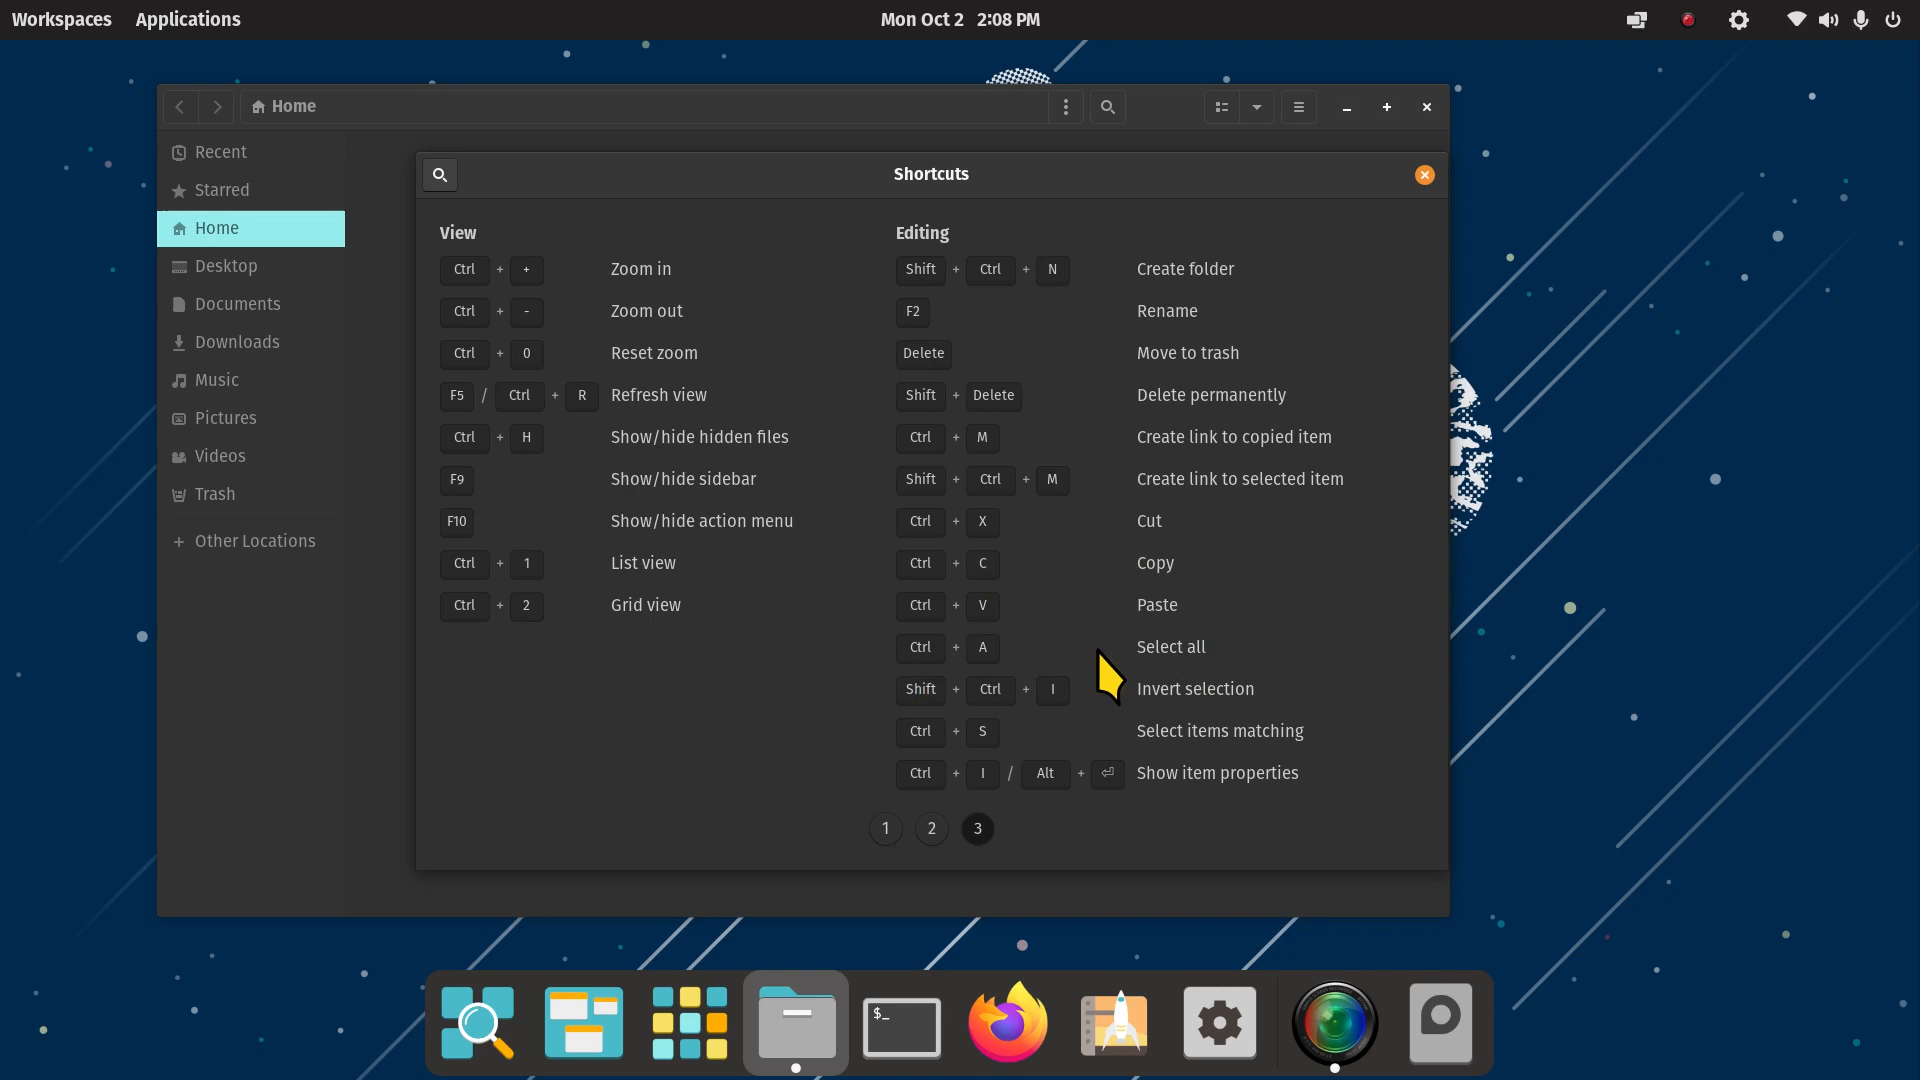 Workspaces Applications Mon Oct 2 2:08 PM
Home
Recent
Starred
Home
Desktop
Documents
Downloads
Music
Pictures
Videos
Trash
+ Other Locations
Shortcuts
View
Ctrl + + Zoom in
Ctrl + - Zoom out
Ctrl + 0 Reset zoom
F5 / Ctrl + R Refresh view
Ctrl + H Show/hide hidden files
F9 Show/hide sidebar
F10 Show/hide action menu
Ctrl + 1 List view
Ctrl + 2 Grid view
Editing
Shift + Ctrl + N Create folder
F2 Rename
Delete Move to trash
Shift + Delete Delete permanently
Ctrl + M Create link to copied item
Shift + Ctrl + M Create link to selected item
Ctrl + X Cut
Ctrl + C Copy
Ctrl + V Paste
Ctrl + A Select all
Shift + Ctrl + I Invert selection
Ctrl + S Select items matching
Ctrl + I / Alt + ⏎ Show item properties
1 2 3
$_